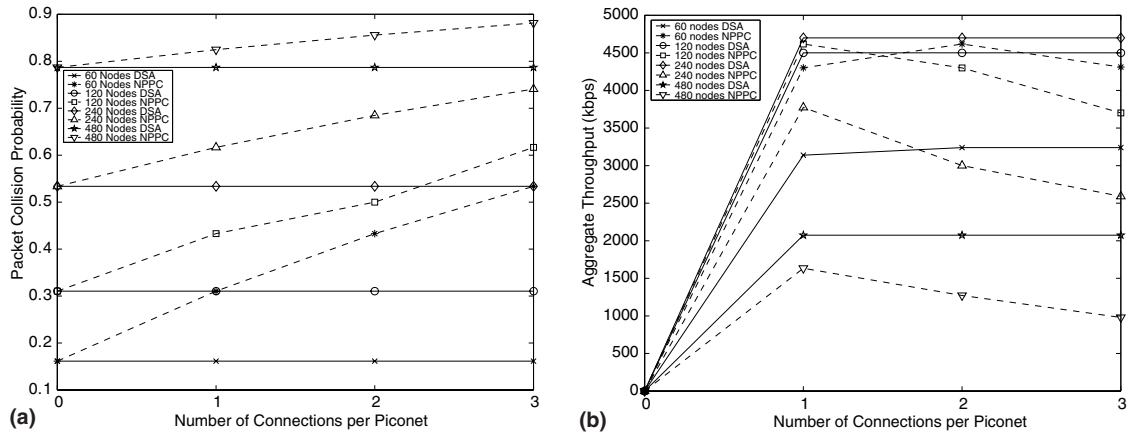 0.9
0.8
0.7
0.6
0.5
0.4
0.3
0.2
0.1
Packet Collision Probability
60 Nodes DSA
60 Nodes NPPC
120 Nodes DSA
120 Nodes NPPC
240 Nodes DSA
240 Nodes NPPC
480 Nodes DSA
480 Nodes NPPC
0 1 2 3
Number of Connections per Piconet
(a)
5000
4500
4000
3500
3000
2500
2000
1500
1000
500
0
Aggregate Throughput (kbps)
60 nodes DSA
60 nodes NPPC
120 nodes DSA
120 nodes NPPC
240 nodes DSA
240 nodes NPPC
480 nodes DSA
480 nodes NPPC
0 1 2 3
Number of Connections per Piconet
(b)